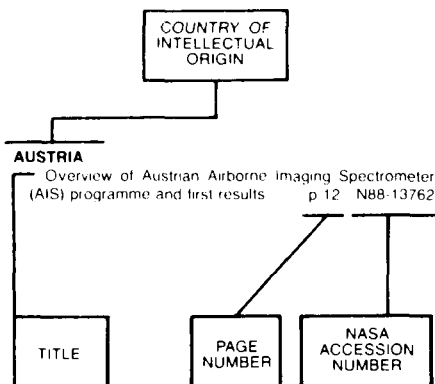 COUNTRY OF
INTELLECTUAL
ORIGIN
AUSTRIA
Overview of Austrian Airborne Imaging Spectrometer
(AIS) programme and first results p 12 N88-13762
TITLE
PAGE
NUMBER
NASA
ACCESSION
NUMBER